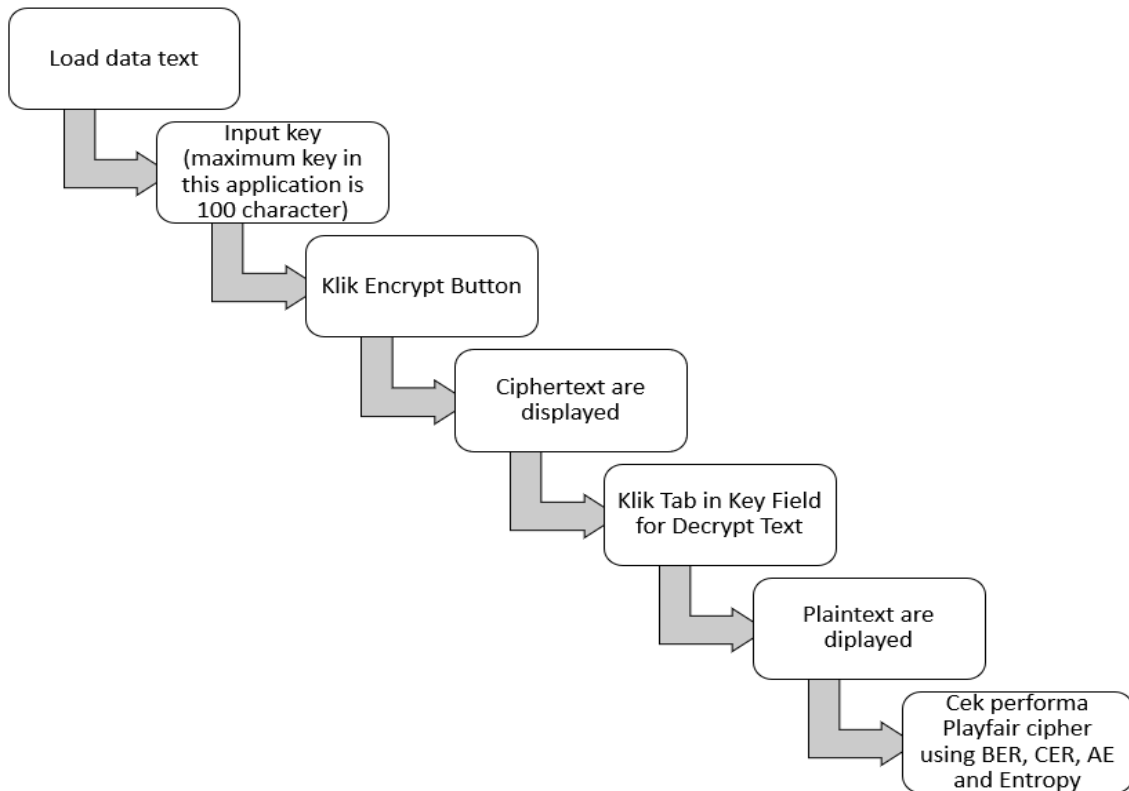 Load data text
Input key
(maximum key in
this application is
100 character)
Klik Encrypt Button
Ciphertext are
displayed
Klik Tab in Key Field
for Decrypt Text
Plaintext are
diplayed
Cek performa
Playfair cipher
using BER, CER, AE
and Entropy